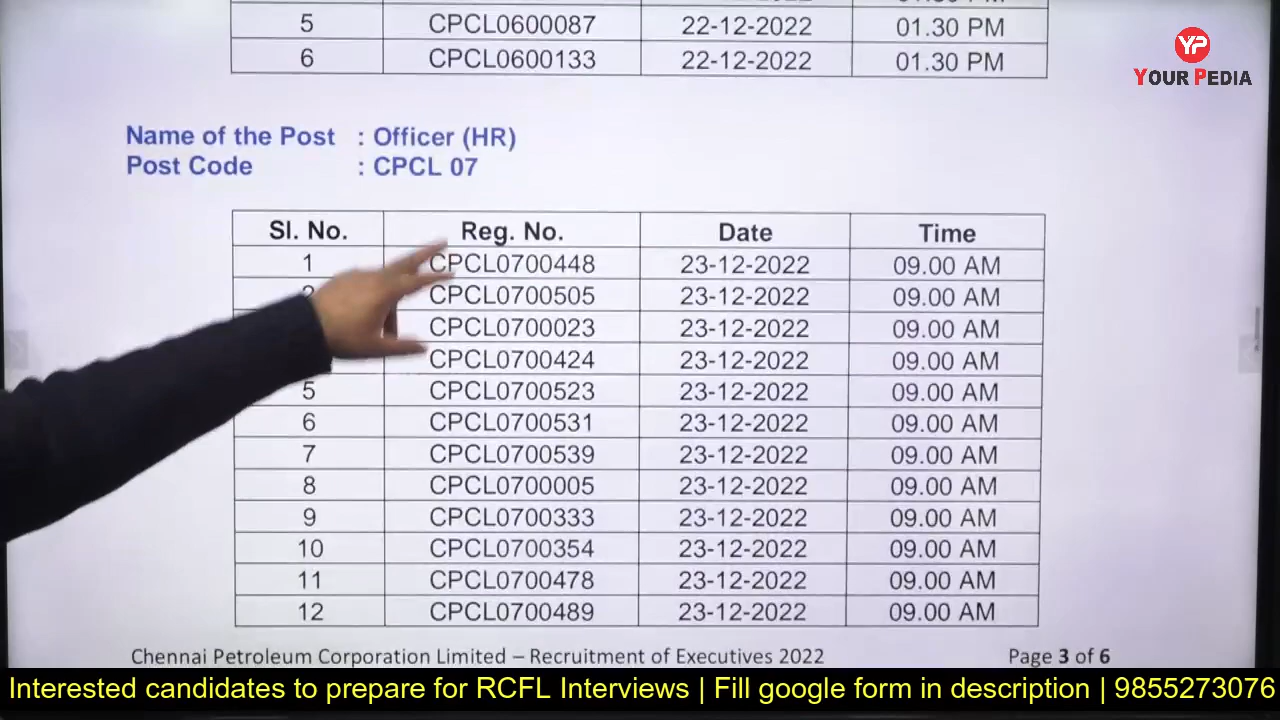 5 CPCL0600087 22-12-2022 01.30 PM
6 CPCL0600133 22-12-2022 01.30 PM
YP
YOUR PEDIA
Name of the Post : Officer (HR)
Post Code : CPCL 07
Sl. No. Reg. No. Date Time
1 CPCL0700448 23-12-2022 09.00 AM
CPCL0700505 23-12-2022 09.00 AM
CPCL0700023 23-12-2022 09.00 AM
CPCL0700424 23-12-2022 09.00 AM
5 CPCL0700523 23-12-2022 09.00 AM
6 CPCL0700531 23-12-2022 09.00 AM
7 CPCL0700539 23-12-2022 09.00 AM
8 CPCL0700005 23-12-2022 09.00 AM
9 CPCL0700333 23-12-2022 09.00 AM
10 CPCL0700354 23-12-2022 09.00 AM
11 CPCL0700478 23-12-2022 09.00 AM
12 CPCL0700489 23-12-2022 09.00 AM
Chennai Petroleum Corporation Limited – Recruitment of Executives 2022 Page 3 of 6
Interested candidates to prepare for RCFL Interviews | Fill google form in description | 9855273076